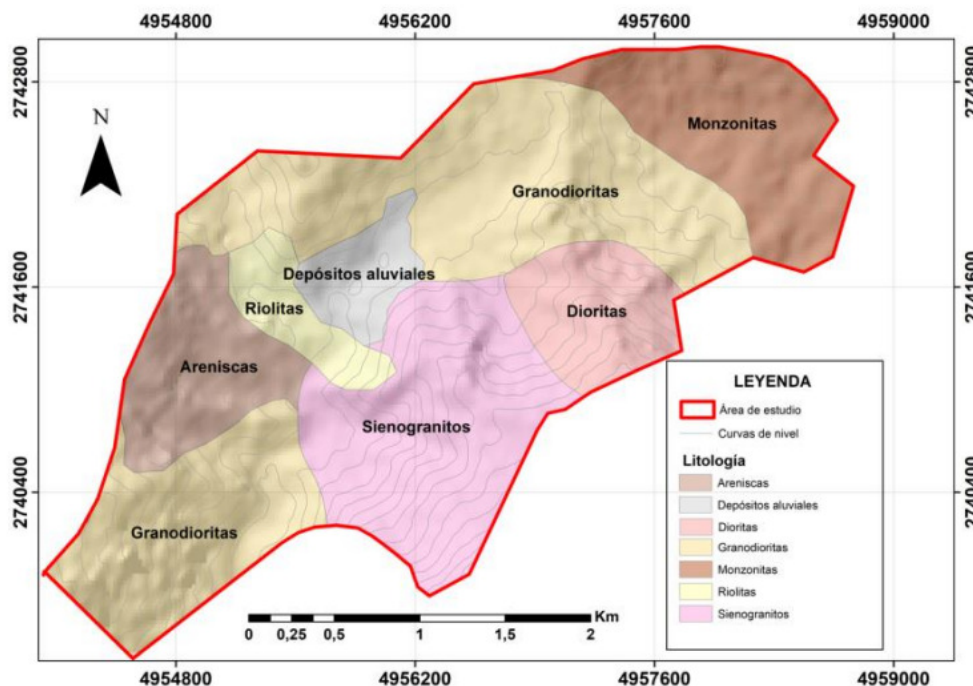 4954800 4956200 4957600 4959000
2742800 2742800
N
Monzonitas
Granodioritas
Depósitos aluviales
2741600 2741600
Riolitas
Dioritas
Areniscas
Sienogranitos
LEYENDA
Área de estudio
Curvas de nivel
Litología
Areniscas
Depósitos aluviales
Dioritas
Granodioritas
Monzonitas
Riolitas
Sienogranitos
2740400 2740400
Granodioritas
Km
0 0,25 0,5 1 1,5 2
4954800 4956200 4957600 4959000